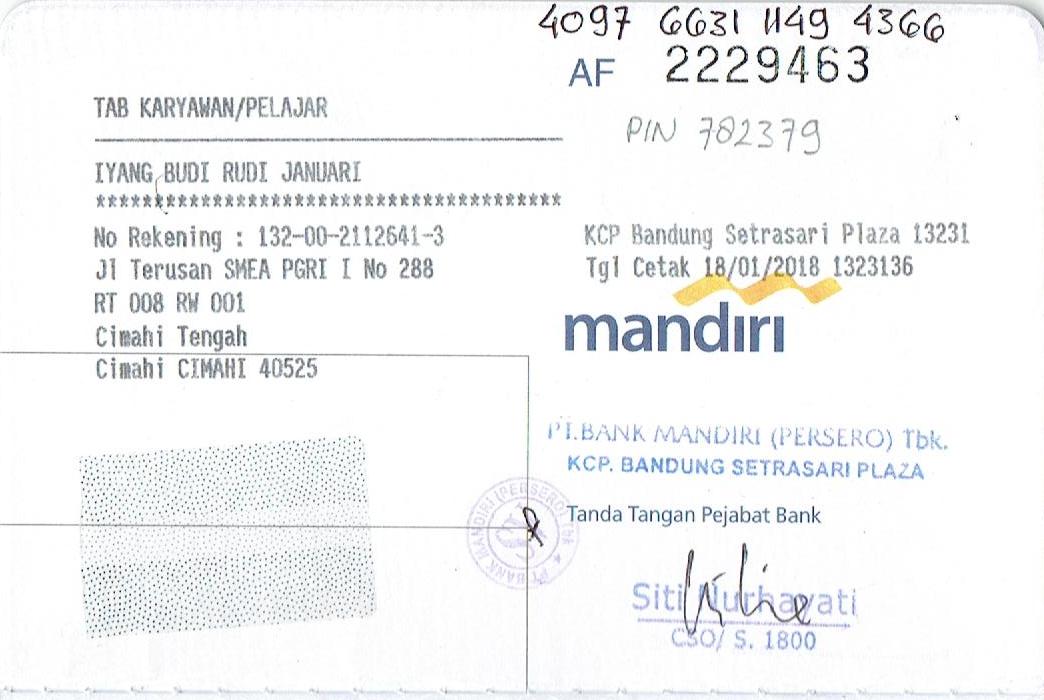 4097 6631 1149 4366
AF 2229463
TAB KARYAWAN/PELAJAR
PIN 782379
IYANG BUDI RUDI JANUARI
****************************************
No Rekening : 132-00-2112641-3
Jl Terusan SMEA PGRI I No 288
RT 008 RW 001
Cimahi Tengah
Cimahi CIMAHI 40525
KCP Bandung Setrasari Plaza 13231
Tgl Cetak 18/01/2018 1323136
mandiri
PT.BANK MANDIRI (PERSERO) Tbk.
KCP. BANDUNG SETRASARI PLAZA
PT BANK MANDIRI (PERSERO) Tbk
Tanda Tangan Pejabat Bank
Siti Nurhayati
CSO/ S. 1800